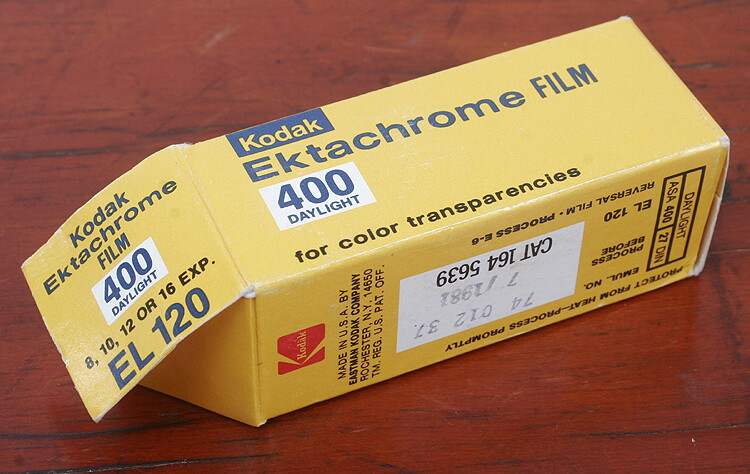 Kodak
Ektachrome FILM
400
DAYLIGHT
for color transparencies
Kodak
Ektachrome
FILM
400
DAYLIGHT
8, 10, 12 OR 16 EXP.
EL 120
Kodak
MADE IN U.S.A. BY
EASTMAN KODAK COMPANY
ROCHESTER, N.Y. 14650
TM. REG. U.S. PAT. OFF.
DAYLIGHT
ASA 400 27 DIN
EL 120
REVERSAL FILM • PROCESS E-6
CAT 164 5639
PROCESS
BEFORE
7/1981
EMUL. NO.
74 012 37
PROTECT FROM HEAT–PROCESS PROMPTLY